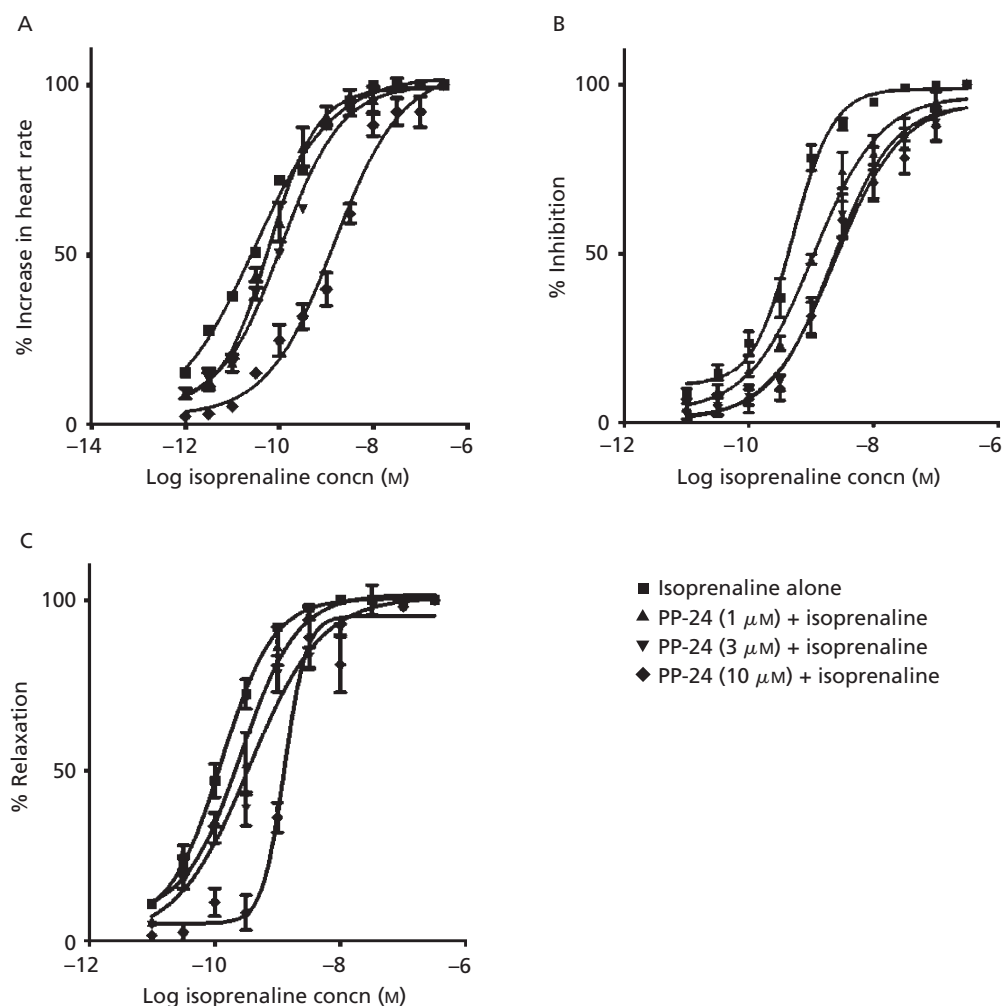 A
100
50
0
% Increase in heart rate
−14
−12
−10
−8
−6
Log isoprenaline concn (M)
B
100
50
0
% Inhibition
−12
−10
−8
−6
Log isoprenaline concn (M)
C
100
50
0
% Relaxation
−12
−10
−8
−6
Log isoprenaline concn (M)
Isoprenaline alone
PP-24 (1 μM) + isoprenaline
PP-24 (3 μM) + isoprenaline
PP-24 (10 μM) + isoprenaline